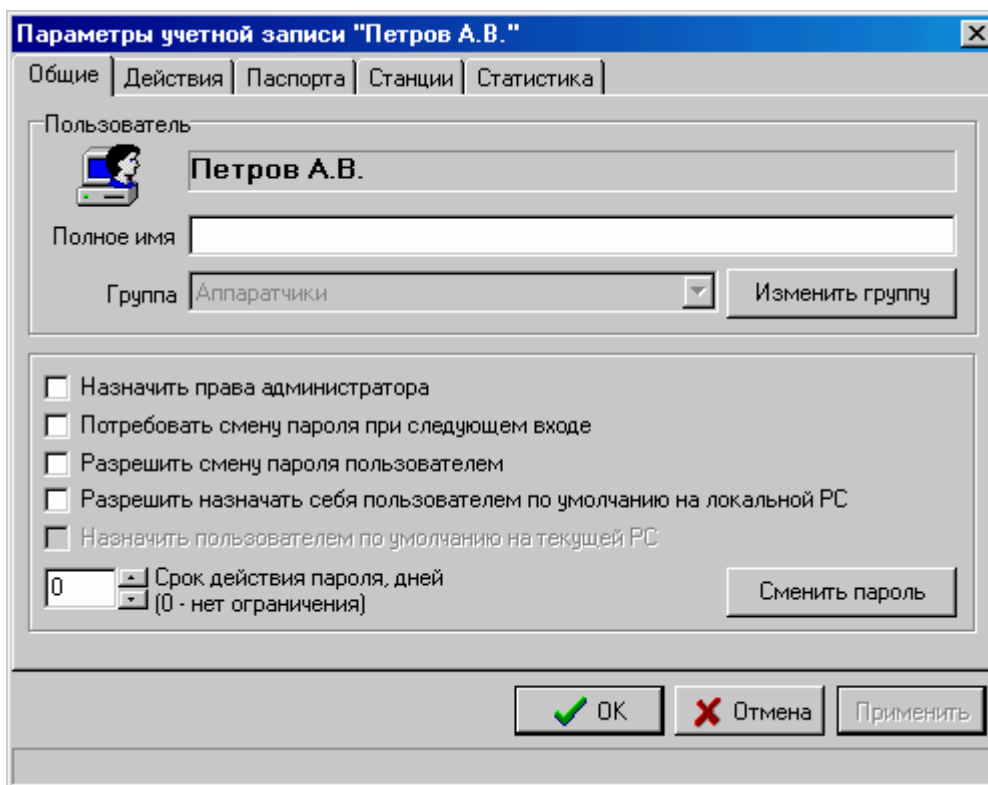 Параметры учетной записи "Петров А.В."
Общие Действия Паспорта Станции Статистика
Пользователь
Петров А.В.
Полное имя
Группа Аппаратчики Изменить группу
Назначить права администратора
Потребовать смену пароля при следующем входе
Разрешить смену пароля пользователем
Разрешить назначать себя пользователем по умолчанию на локальной РС
Назначить пользователем по умолчанию на текущей РС
0 Срок действия пароля, дней
(0 - нет ограничения)
Сменить пароль
OK Отмена Применить